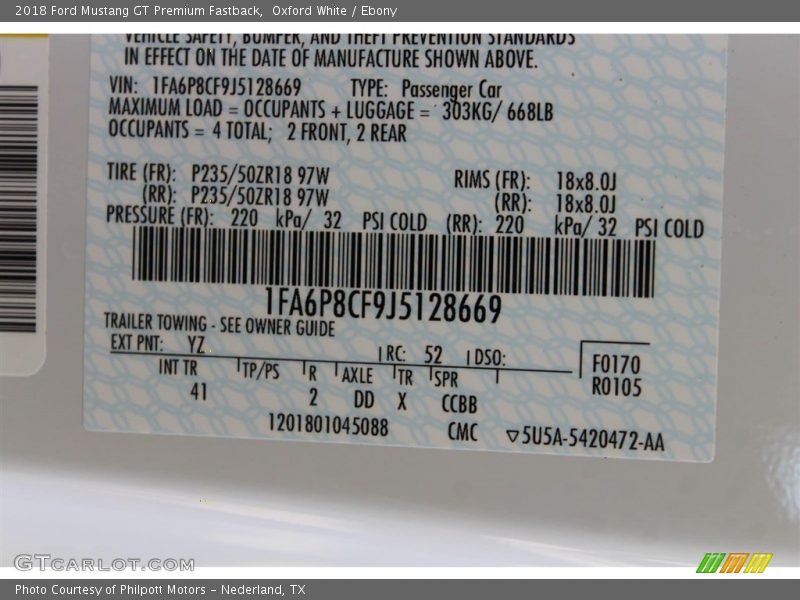 2018 Ford Mustang GT Premium Fastback,  Oxford White / Ebony
VEHICLE SAFETY, BUMPER, AND THEFT PREVENTION STANDARDS
IN EFFECT ON THE DATE OF MANUFACTURE SHOWN ABOVE.
VIN: 1FA6P8CF9J5128669 TYPE: Passenger Car
MAXIMUM LOAD = OCCUPANTS + LUGGAGE = 303KG/ 668LB
OCCUPANTS = 4 TOTAL; 2 FRONT, 2 REAR
TIRE (FR): P235/50ZR18 97W RIMS (FR): 18x8.0J
(RR): P235/50ZR18 97W (RR): 18x8.0J
PRESSURE (FR): 220 kPa/ 32 PSI COLD (RR): 220 kPa/ 32 PSI COLD
1FA6P8CF9J5128669
TRAILER TOWING - SEE OWNER GUIDE
EXT PNT: YZ RC: 52 DSO: F0170
INT TR TP/PS R AXLE TR SPR R0105
41 2 DD X CCBB
1201801045088 CMC ▽5U5A-5420472-AA
GTCARLOT.COM
Photo Courtesy of Philpott Motors - Nederland, TX